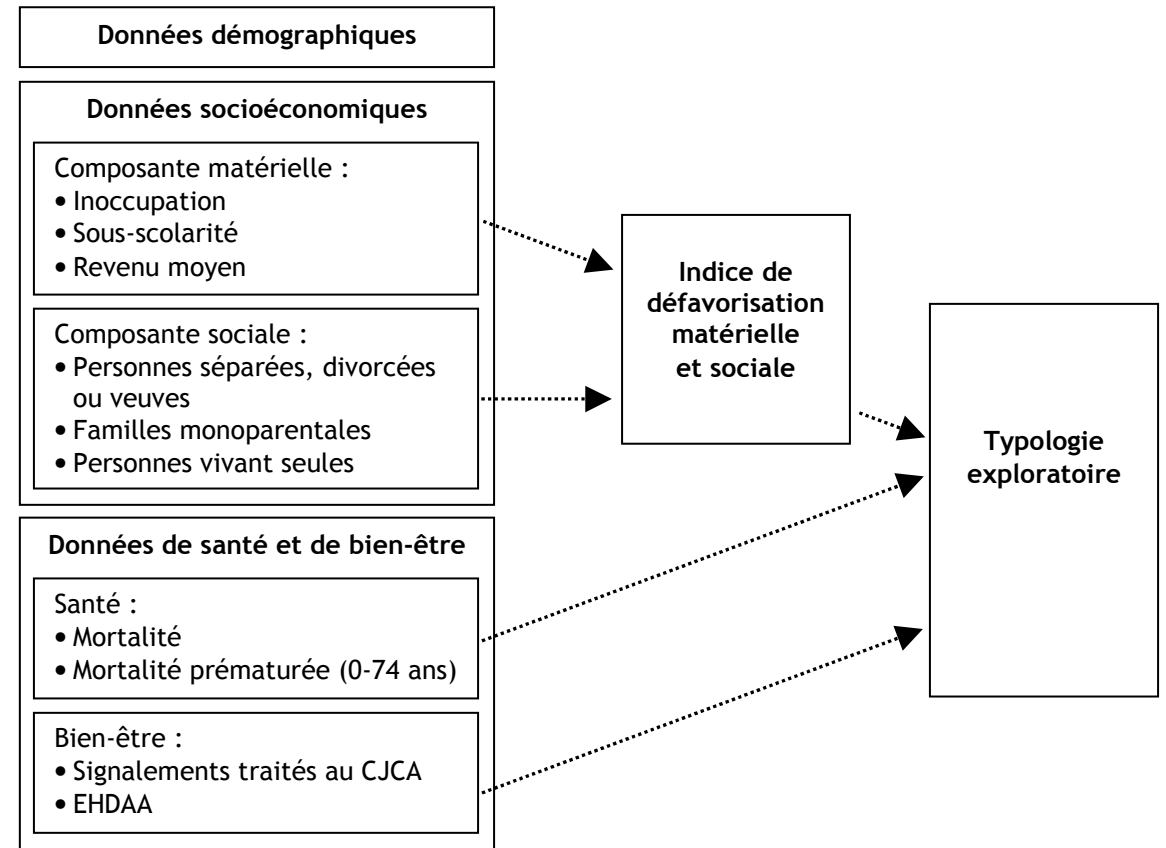 Données démographiques
Données socioéconomiques
Composante matérielle :
• Inoccupation
• Sous-scolarité
• Revenu moyen
Composante sociale :
• Personnes séparées, divorcées
ou veuves
• Familles monoparentales
• Personnes vivant seules
Données de santé et de bien-être
Santé :
• Mortalité
• Mortalité prématurée (0-74 ans)
Bien-être :
• Signalements traités au CJCA
• EHDAA
Indice de
défavorisation
matérielle
et sociale
Typologie
exploratoire